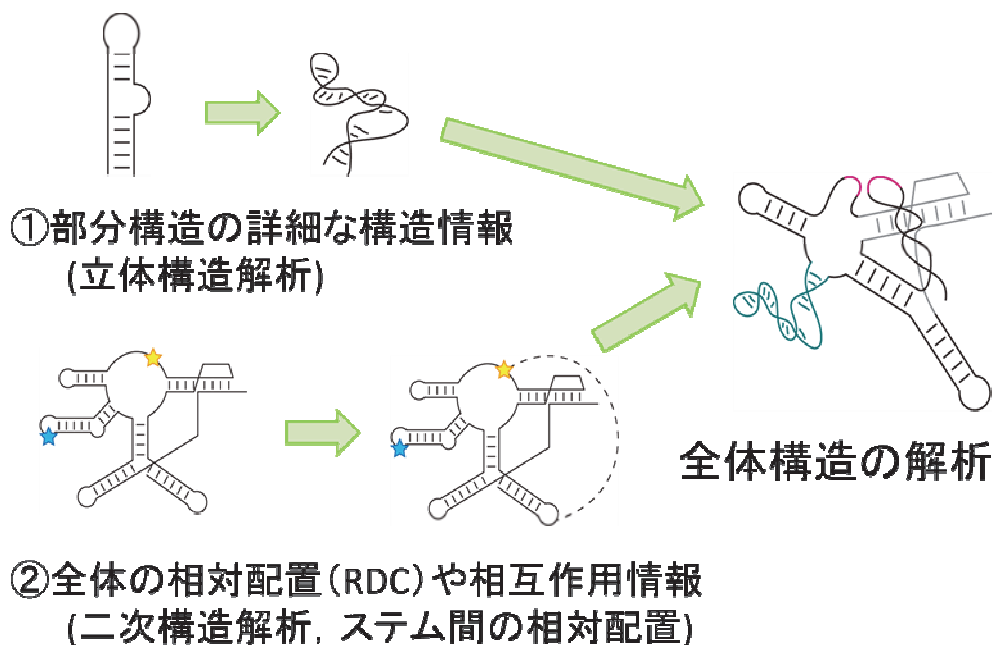 ①部分構造の詳細な構造情報
(立体構造解析)
全体構造の解析
②全体の相対配置(RDC)や相互作用情報
(二次構造解析, ステム間の相対配置)